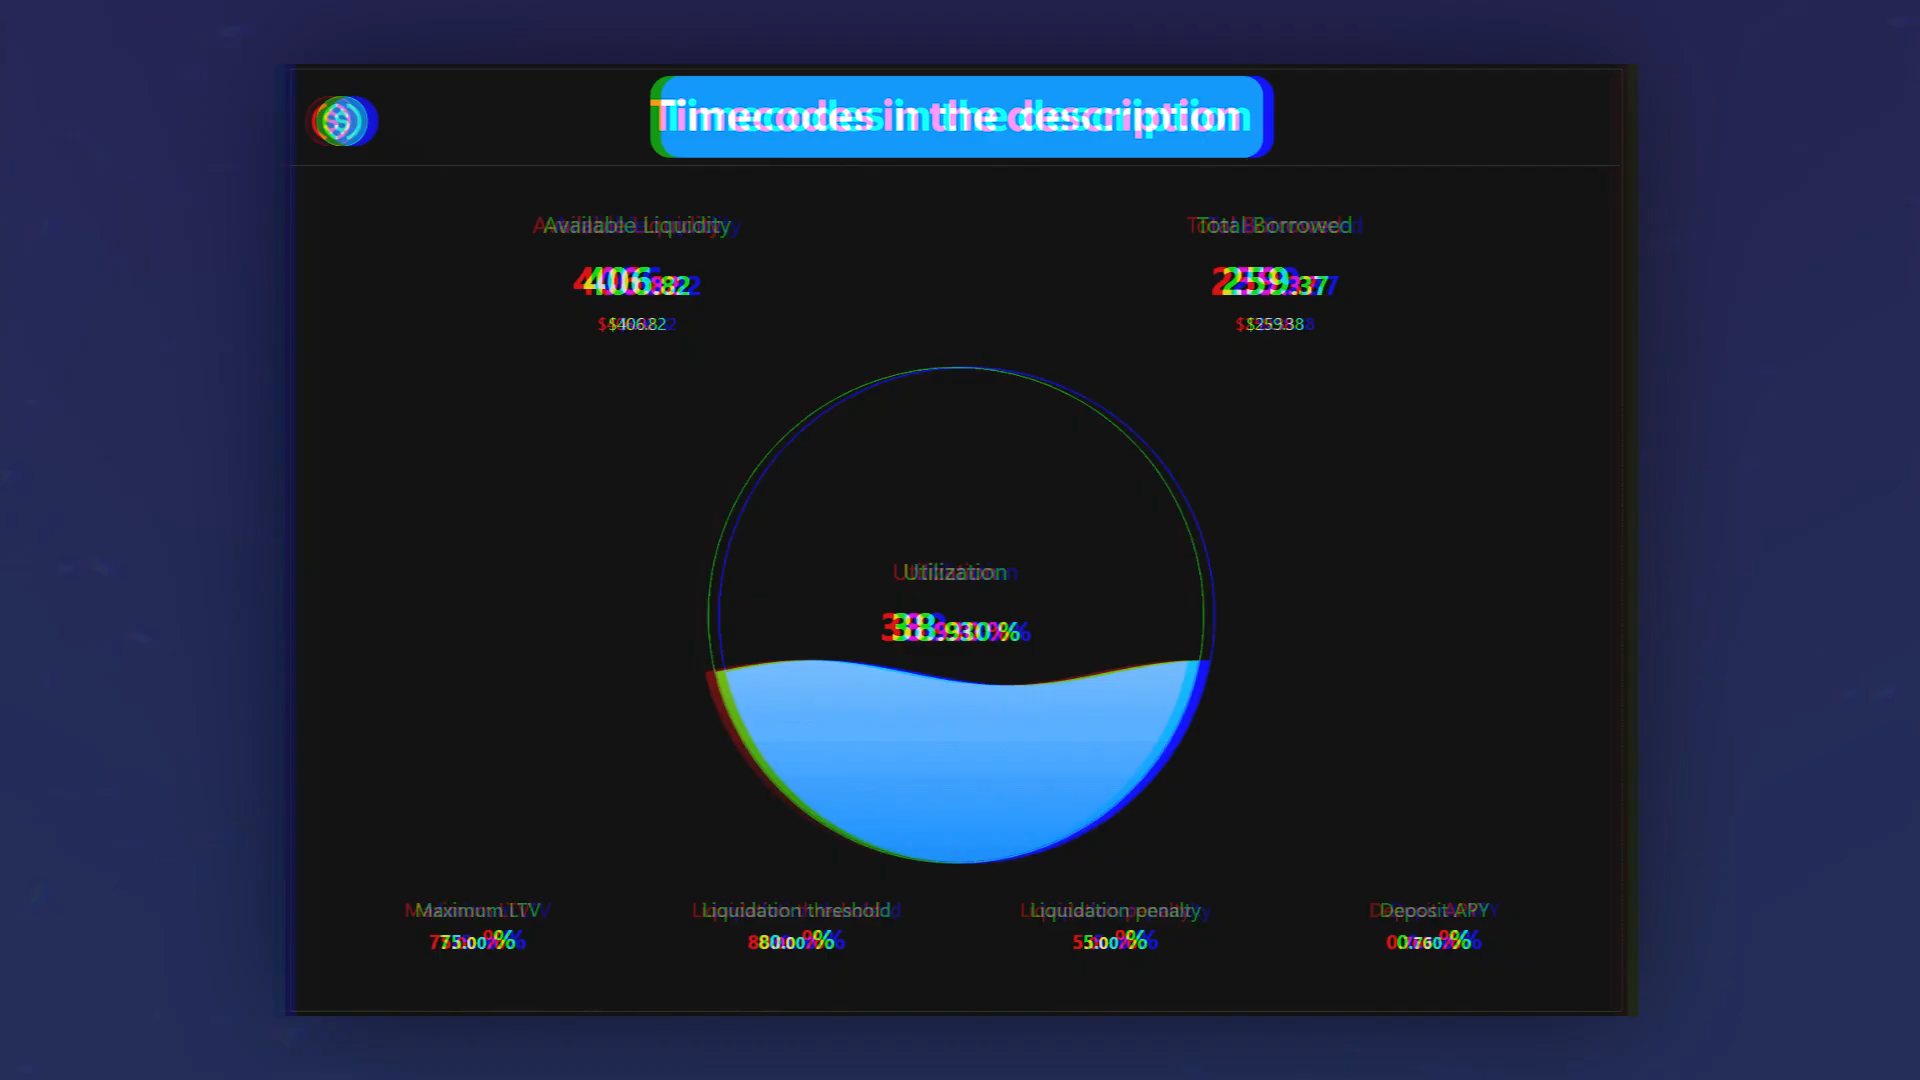 Timecodes in the description
Available Liquidity
Total Borrowed
406.82
259.37
$406.82
$259.38
Utilization
38.930 %
Maximum LTV
Liquidation threshold
Liquidation penalty
Deposit APY
75.00 %
80.00 %
5.00 %
0.760 %